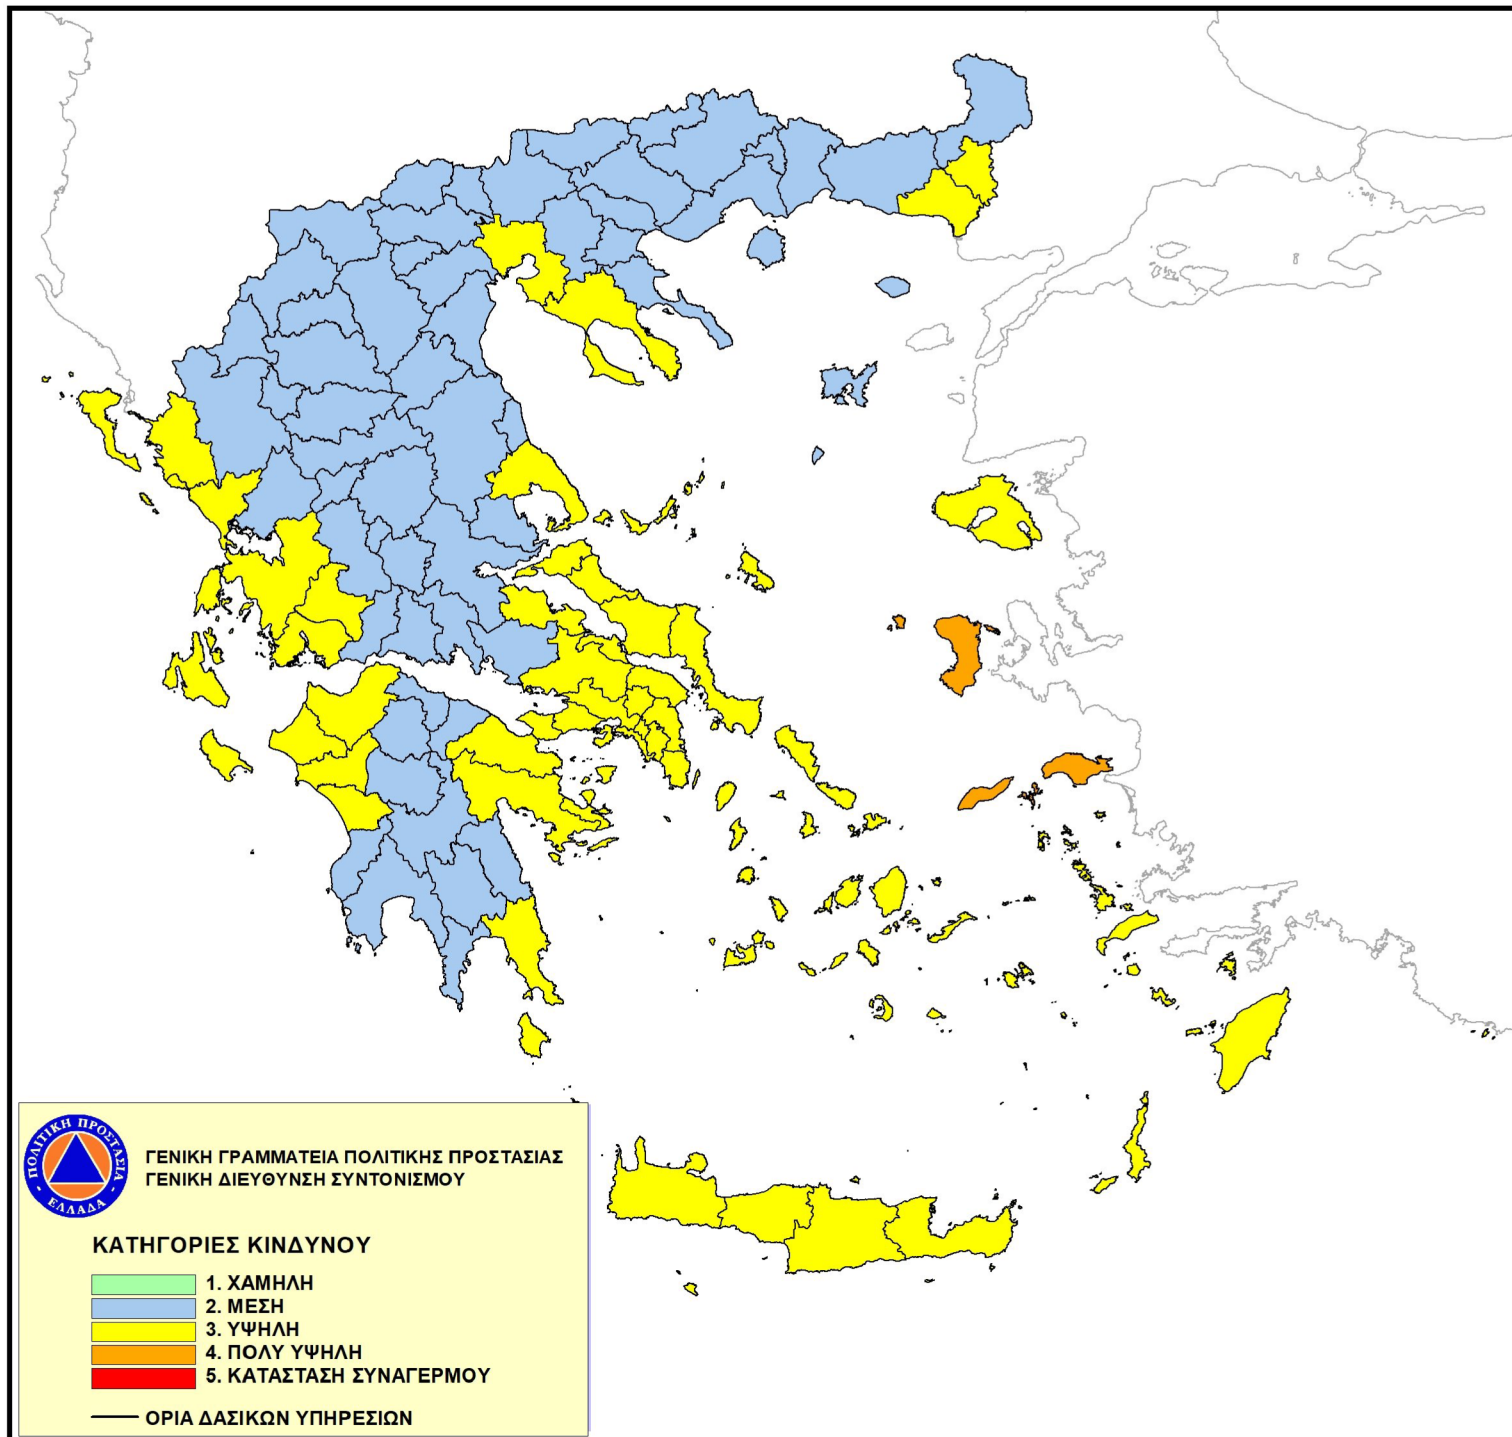 ΠΟΛΙΤΙΚΗ ΠΡΟΣΤΑΣΙΑ
- ΕΛΛΑΔΑ -
ΓΕΝΙΚΗ ΓΡΑΜΜΑΤΕΙΑ ΠΟΛΙΤΙΚΗΣ ΠΡΟΣΤΑΣΙΑΣ
ΓΕΝΙΚΗ ΔΙΕΥΘΥΝΣΗ ΣΥΝΤΟΝΙΣΜΟΥ
ΚΑΤΗΓΟΡΙΕΣ ΚΙΝΔΥΝΟΥ
1. ΧΑΜΗΛΗ
2. ΜΕΣΗ
3. ΥΨΗΛΗ
4. ΠΟΛΥ ΥΨΗΛΗ
5. ΚΑΤΑΣΤΑΣΗ ΣΥΝΑΓΕΡΜΟΥ
ΟΡΙΑ ΔΑΣΙΚΩΝ ΥΠΗΡΕΣΙΩΝ